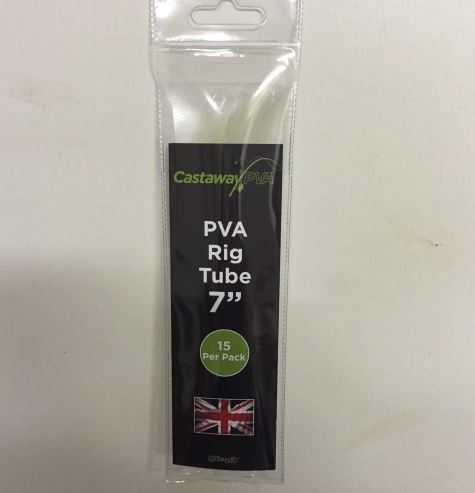 Castaway PVA
PVA
Rig
Tube
7”
15
Per Pack